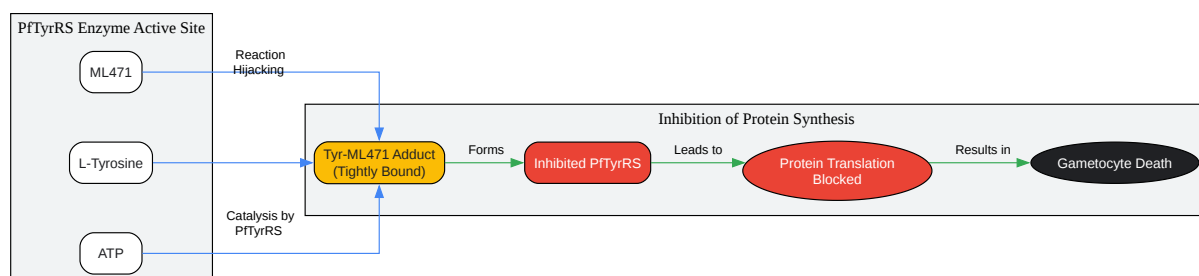 PfTyrRS Enzyme Active Site
ML471
L-Tyrosine
ATP
Reaction
Hijacking
Catalysis by
PfTyrRS
Inhibition of Protein Synthesis
Tyr-ML471 Adduct
(Tightly Bound)
Forms
Inhibited PfTyrRS
Leads to
Protein Translation
Blocked
Results in
Gametocyte Death